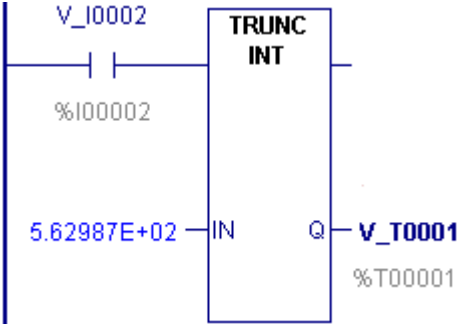 V_I0002
TRUNC
INT
%I00002
5.62987E+02 IN Q V_T0001
%T00001